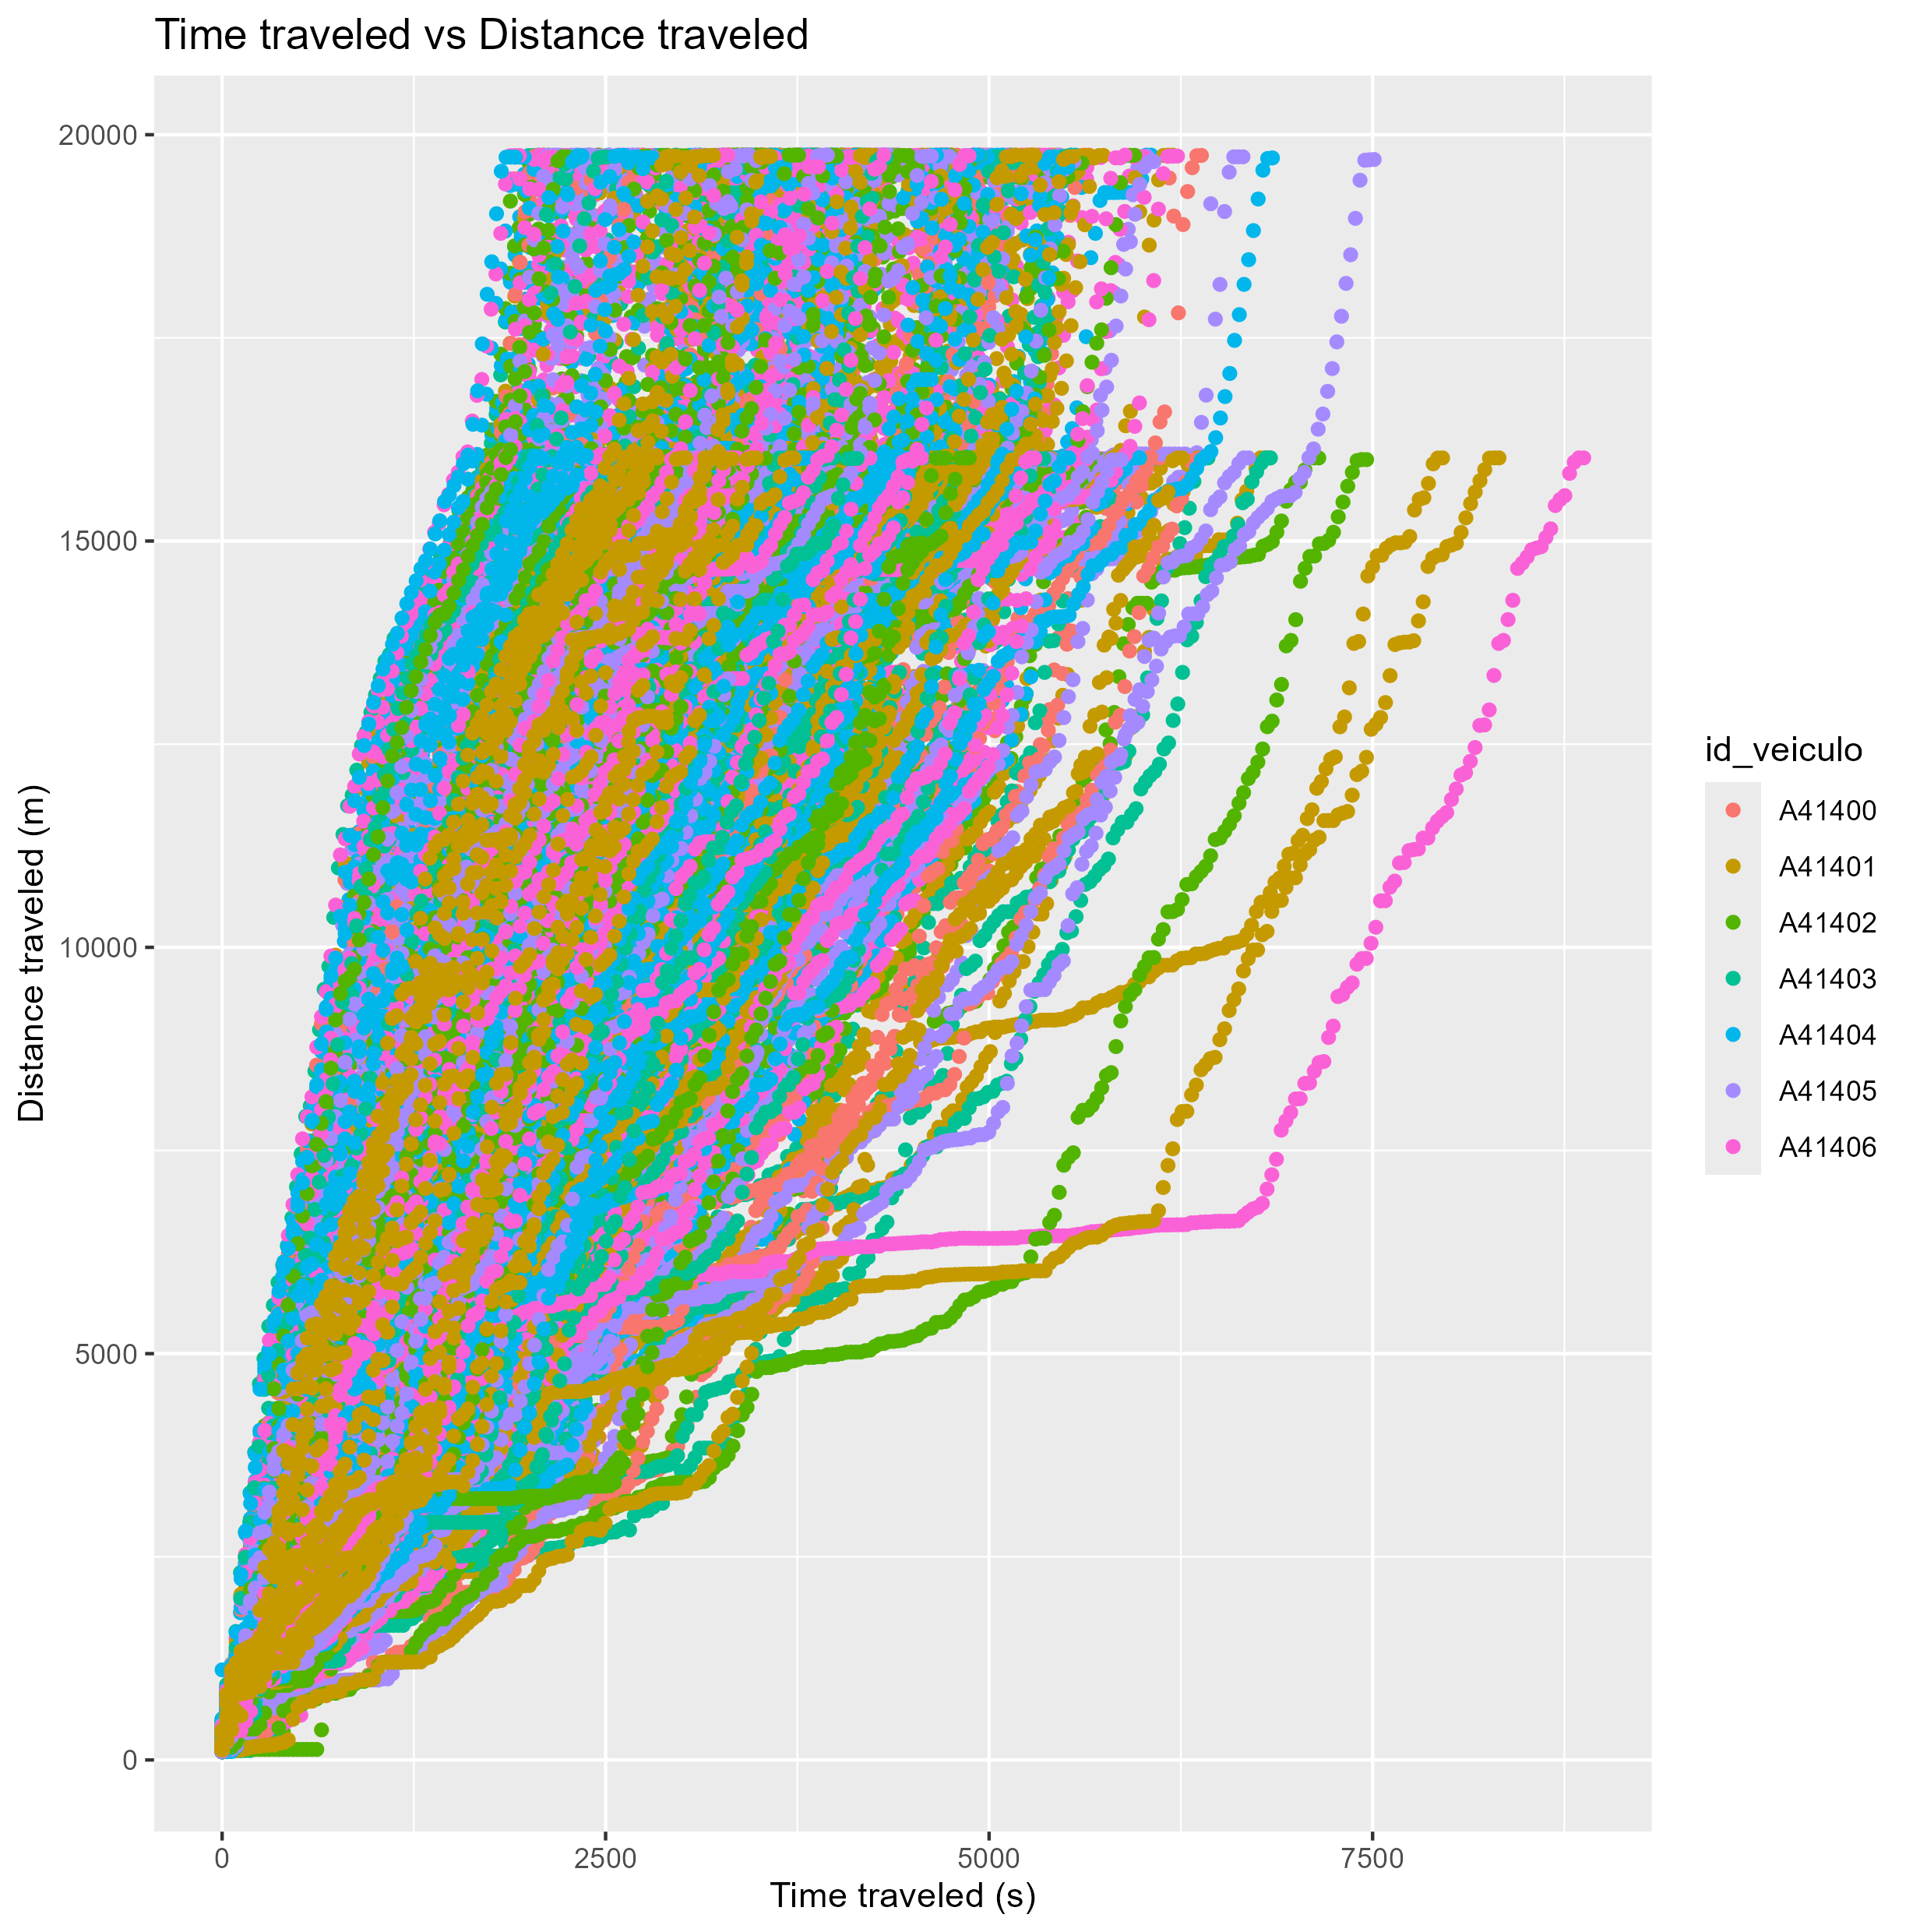 Time traveled vs Distance traveled
20000
15000
10000
5000
0
Distance traveled (m)
0 2500 5000 7500
Time traveled (s)
id_veiculo
A41400
A41401
A41402
A41403
A41404
A41405
A41406